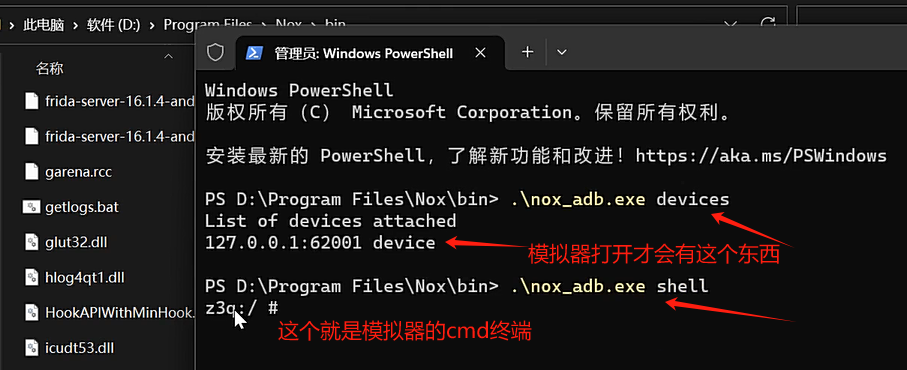 此电脑 > 软件 (D:) > Program Files > Nox > bin
名称
frida-server-16.1.4-and
frida-server-16.1.4-and
garena.rcc
getlogs.bat
glut32.dll
hlog4qt1.dll
HookAPIWithMinHook.
icudt53.dll
管理员: Windows PowerShell
Windows PowerShell
版权所有（C） Microsoft Corporation。保留所有权利。
安装最新的 PowerShell，了解新功能和改进！https://aka.ms/PSWindows
PS D:\Program Files\Nox\bin> .\nox_adb.exe devices
List of devices attached
127.0.0.1:62001 device
模拟器打开才会有这个东西
PS D:\Program Files\Nox\bin> .\nox_adb.exe shell
z3q:/ #
这个就是模拟器的cmd终端